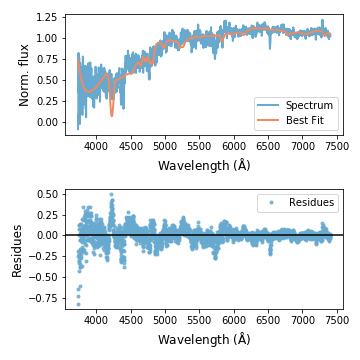 1.25
1.00
0.75
0.50
0.25
0.00
Norm. flux
Spectrum
Best Fit
4000 4500 5000 5500 6000 6500 7000 7500
Wavelength (Å)
0.50
0.25
0.00
−0.25
−0.50
−0.75
Residues
Residues
4000 4500 5000 5500 6000 6500 7000 7500
Wavelength (Å)